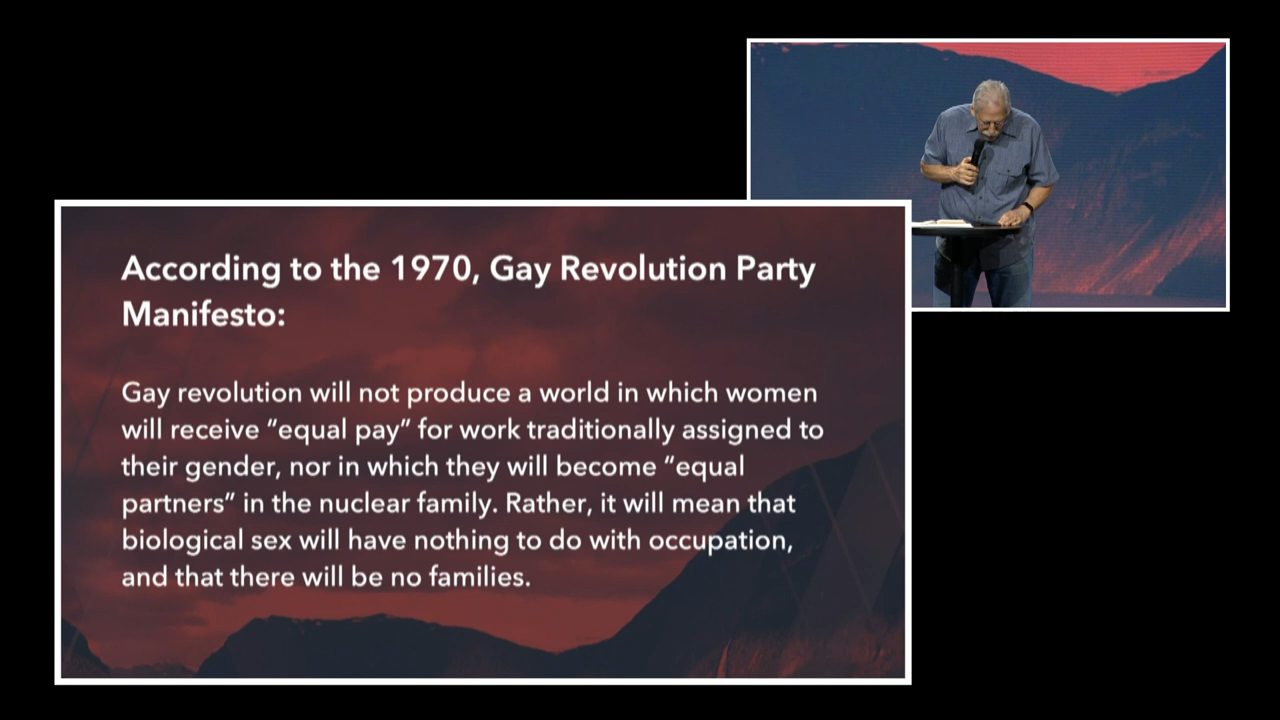 According to the 1970, Gay Revolution Party
Manifesto:
Gay revolution will not produce a world in which women
will receive “equal pay” for work traditionally assigned to
their gender, nor in which they will become “equal
partners” in the nuclear family. Rather, it will mean that
biological sex will have nothing to do with occupation,
and that there will be no families.